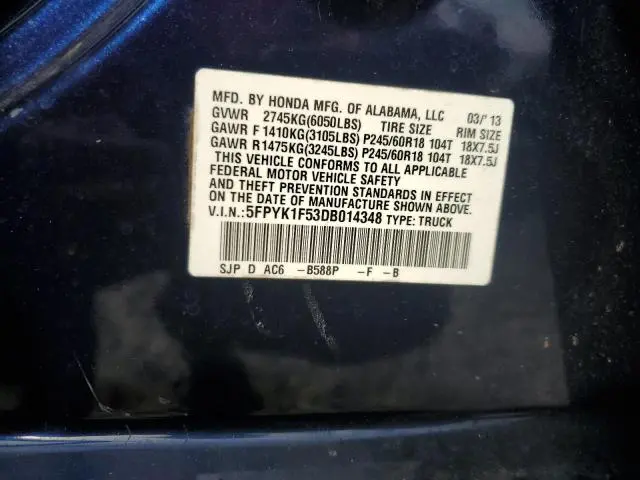 MFD. BY HONDA MFG. OF ALABAMA, LLC 03/'13
GVWR 2745KG(6050LBS) TIRE SIZE RIM SIZE
GAWR F 1410KG(3105LBS) P245/60R18 104T 18X7.5J
GAWR R1475KG(3245LBS) P245/60R18 104T 18X7.5J
THIS VEHICLE CONFORMS TO ALL APPLICABLE
FEDERAL MOTOR VEHICLE SAFETY
AND THEFT PREVENTION STANDARDS IN EFFECT
ON THE DATE OF MANUFACTURE SHOWN ABOVE.
V.I.N.: 5FPYK1F53DB014348 TYPE: TRUCK
SJP D AC6 -B588P -F -B